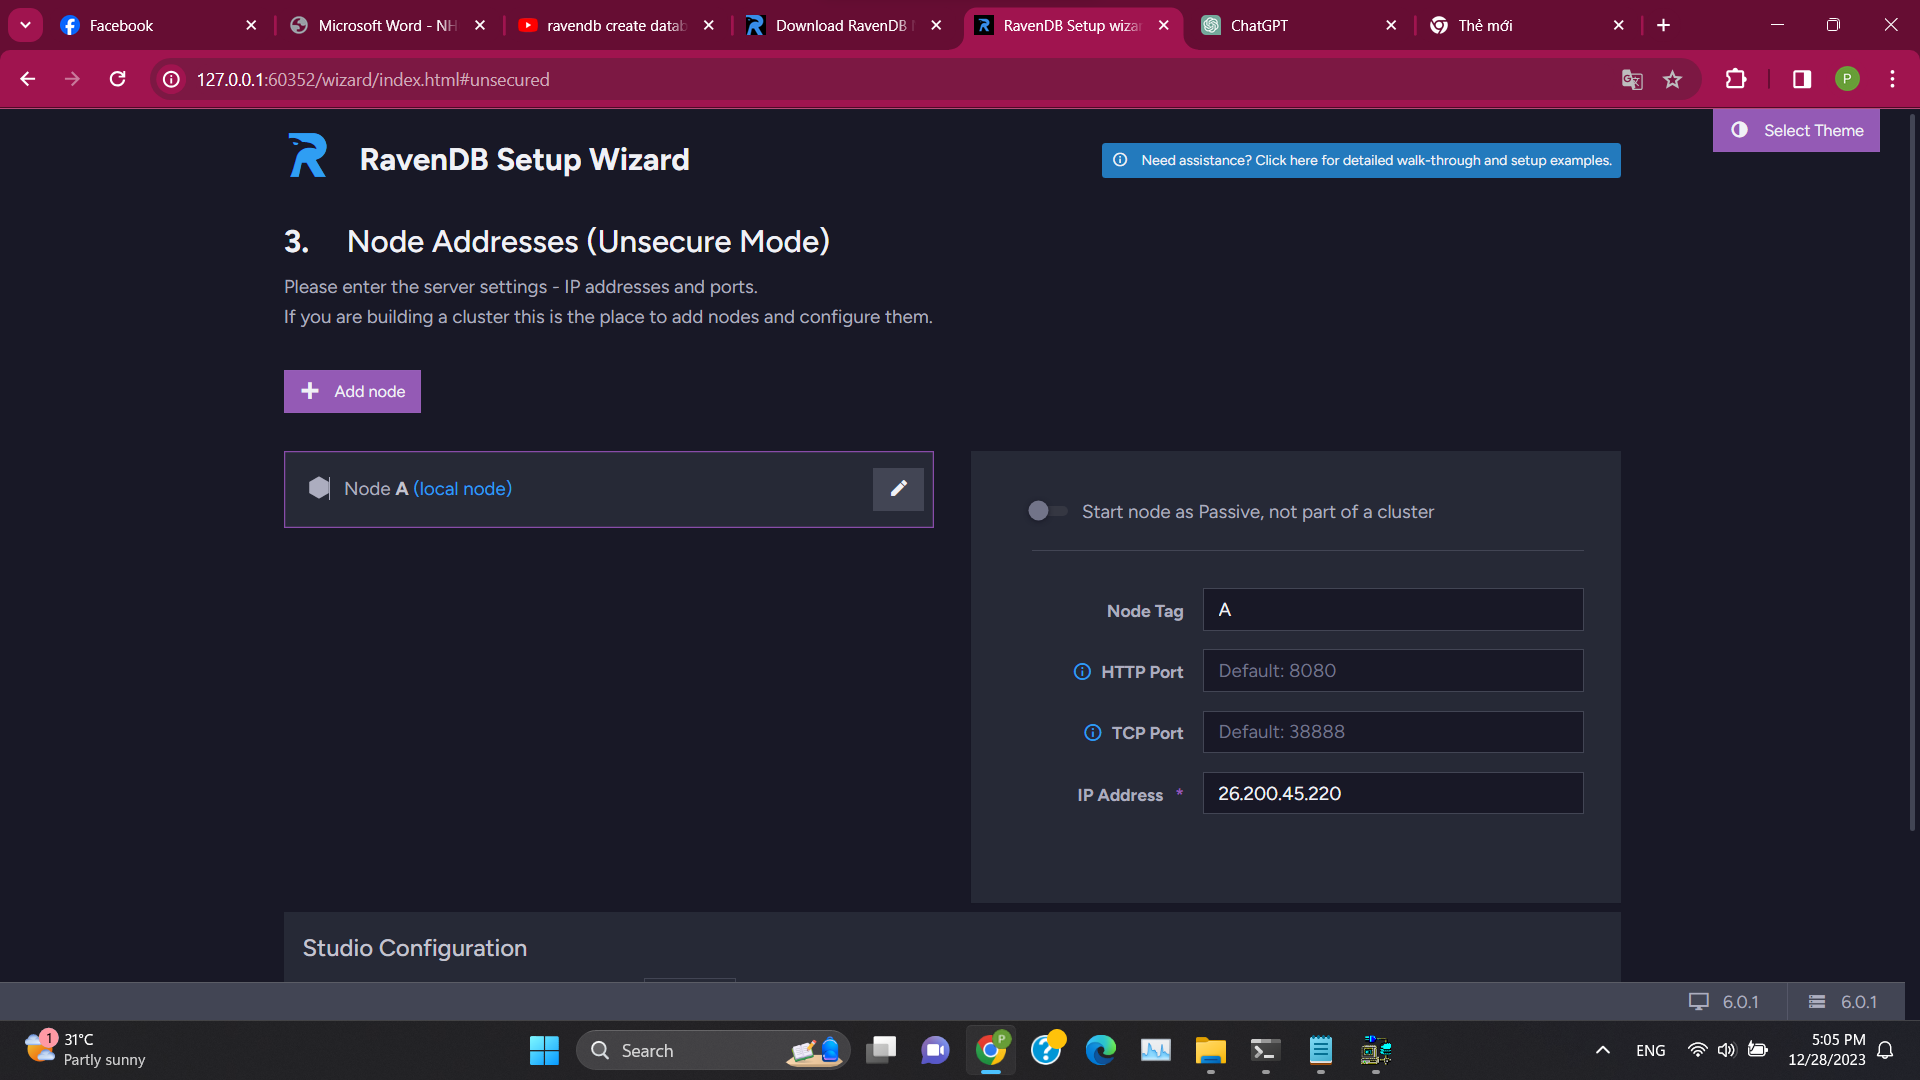 Facebook
Microsoft Word - NH
ravendb create datab
Download RavenDB
RavenDB Setup wizar
ChatGPT
Thẻ mới
127.0.0.1:60352/wizard/index.html#unsecured
P
Select Theme
RavenDB Setup Wizard
Need assistance? Click here for detailed walk-through and setup examples.
3. Node Addresses (Unsecure Mode)
Please enter the server settings - IP addresses and ports.
If you are building a cluster this is the place to add nodes and configure them.
Add node
Node A (local node)
Start node as Passive, not part of a cluster
Node Tag A
HTTP Port Default: 8080
TCP Port Default: 38888
IP Address * 26.200.45.220
Studio Configuration
6.0.1
6.0.1
1
31°C
Partly sunny
Search
P
ENG
5:05 PM
12/28/2023